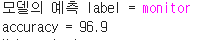 모델의 예측 label = monitor
accuracy = 96.9